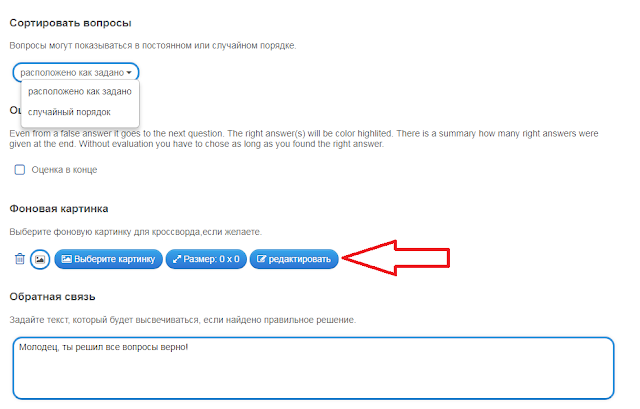 Сортировать вопросы
Вопросы могут показываться в постоянном или случайном порядке.
расположено как задано
расположено как задано
случайный порядок
Even from a false answer it goes to the next question. The right answer(s) will be color highlited. There is a summary how many right answers were
given at the end. Without evaluation you have to chose as long as you found the right answer.
Оценка в конце
Фоновая картинка
Выберите фоновую картинку для кроссворда,если желаете.
Выберите картинку Размер: 0 x 0 редактировать
Обратная связь
Задайте текст, который будет высвечиваться, если найдено правильное решение.
Молодец, ты решил все вопросы верно!